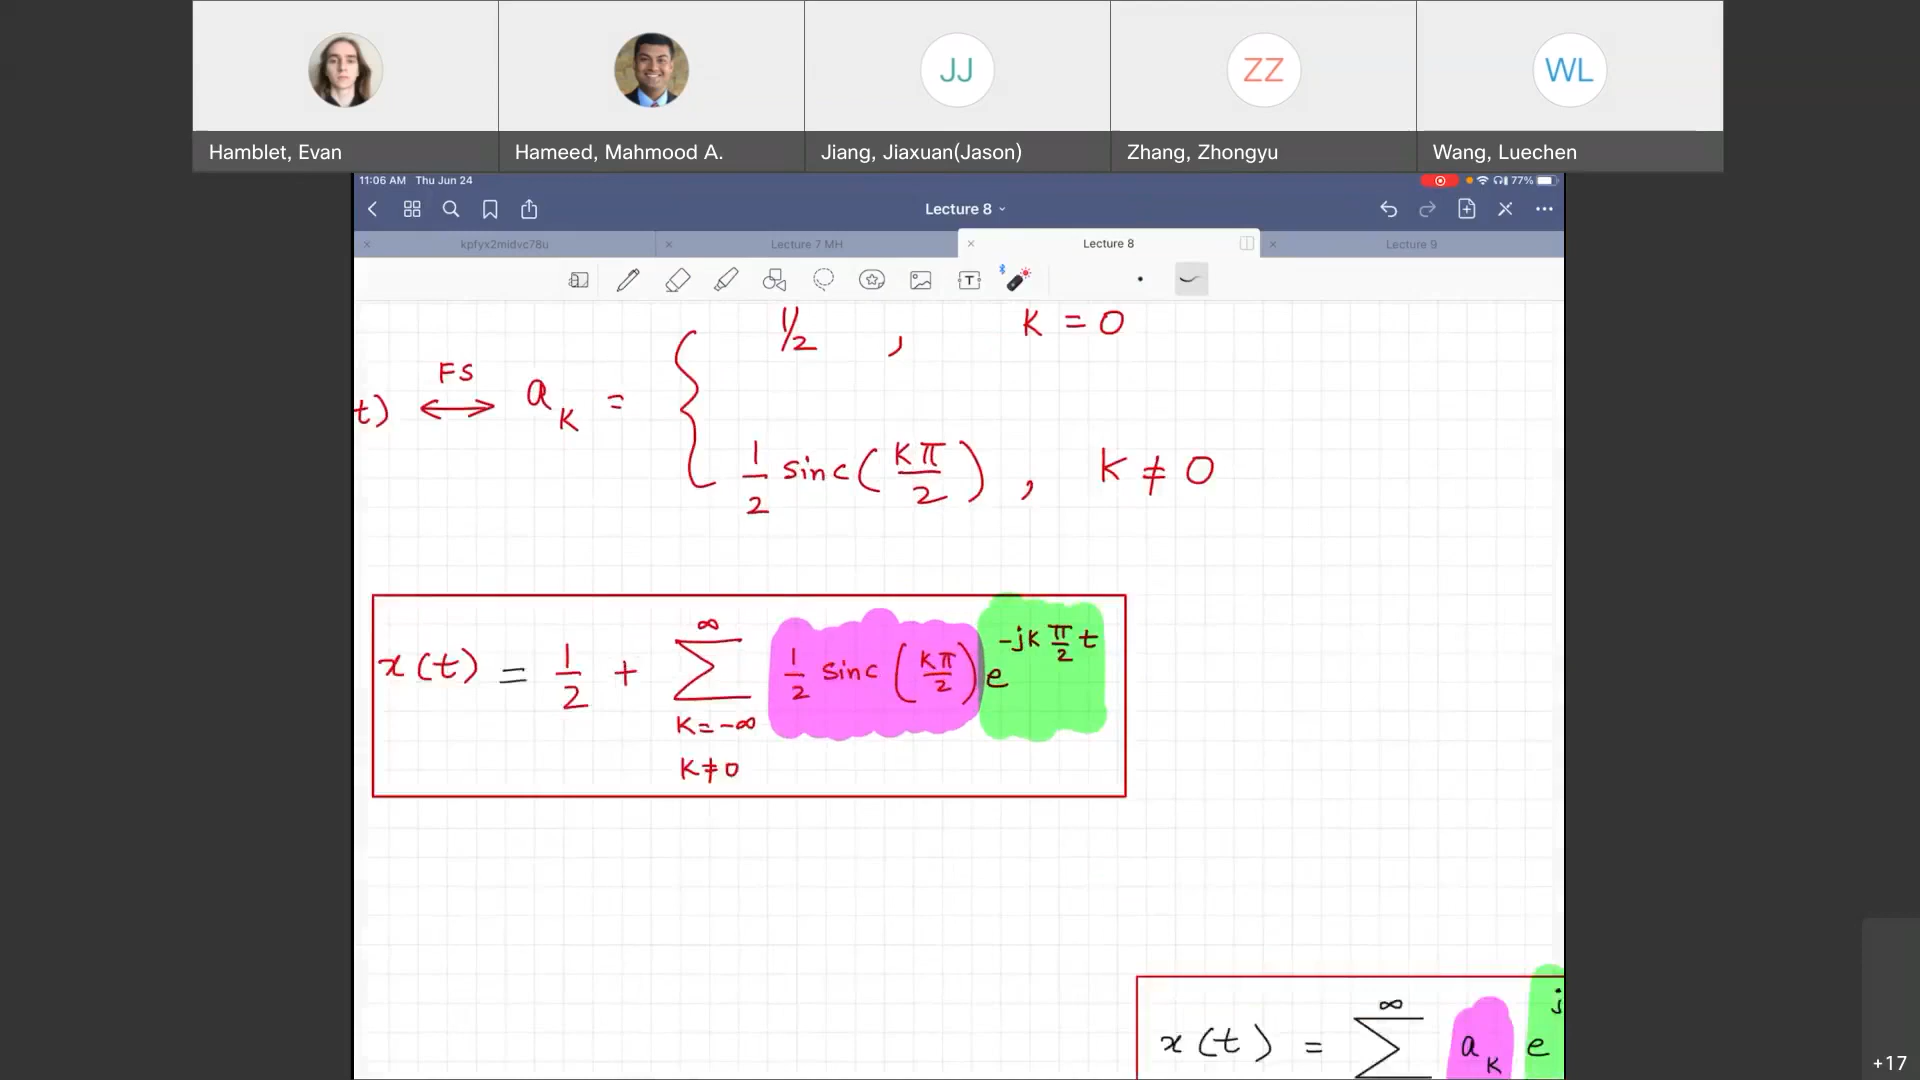 JJ
ZZ
WL
Hamblet, Evan
Hameed, Mahmood A.
Jiang, Jiaxuan(Jason)
Zhang, Zhongyu
Wang, Luechen
11:06 AM Thu Jun 24
77%
Lecture 8
kpfyx2midvc78u
Lecture 7 MH
Lecture 8
Lecture 9
T
1/2 , K = 0
t) FS ↔ a_K = {
1/2 sinc(Kπ/2) , K ≠ 0
x(t) = 1/2 + ∑_{K=-∞, K≠0}^{∞} 1/2 sinc(Kπ/2) e^{-jK π/2 t}
x(t) = ∑^{∞} a_K e^{j
+17